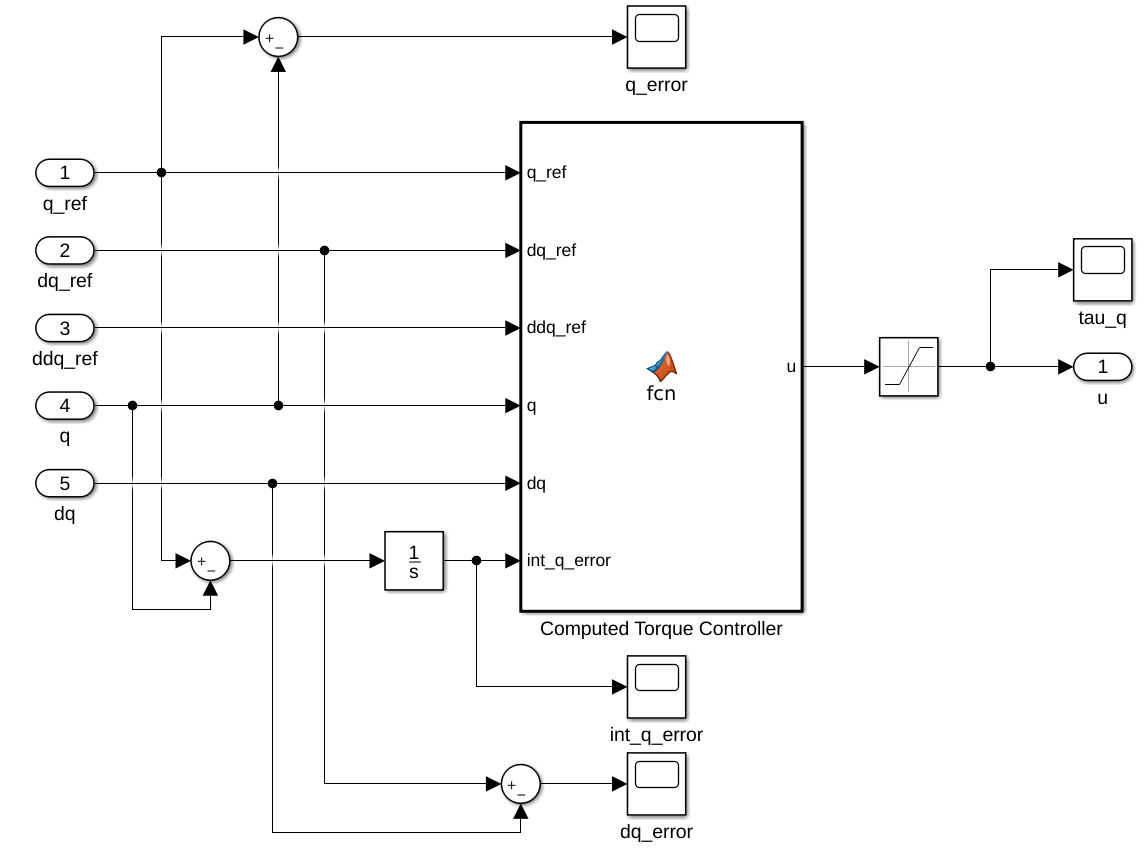 +
−
q_error
1
q_ref
q_ref
2
dq_ref
dq_ref
3
ddq_ref
ddq_ref
tau_q
u
fcn
1
u
4
q
q
5
dq
dq
+
−
1
s
int_q_error
Computed Torque Controller
int_q_error
+
−
dq_error